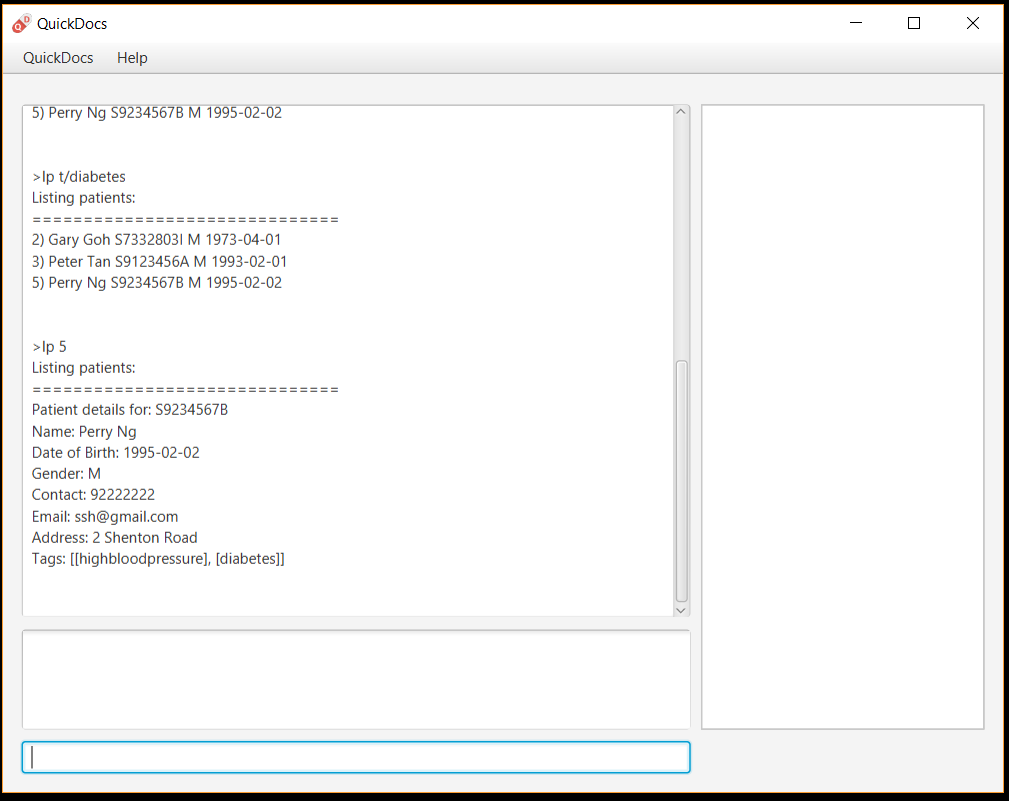 QuickDocs
QuickDocs Help
5) Perry Ng S9234567B M 1995-02-02
>lp t/diabetes
Listing patients:
==============================
2) Gary Goh S7332803I M 1973-04-01
3) Peter Tan S9123456A M 1993-02-01
5) Perry Ng S9234567B M 1995-02-02
>lp 5
Listing patients:
==============================
Patient details for: S9234567B
Name: Perry Ng
Date of Birth: 1995-02-02
Gender: M
Contact: 92222222
Email: ssh@gmail.com
Address: 2 Shenton Road
Tags: [[highbloodpressure], [diabetes]]